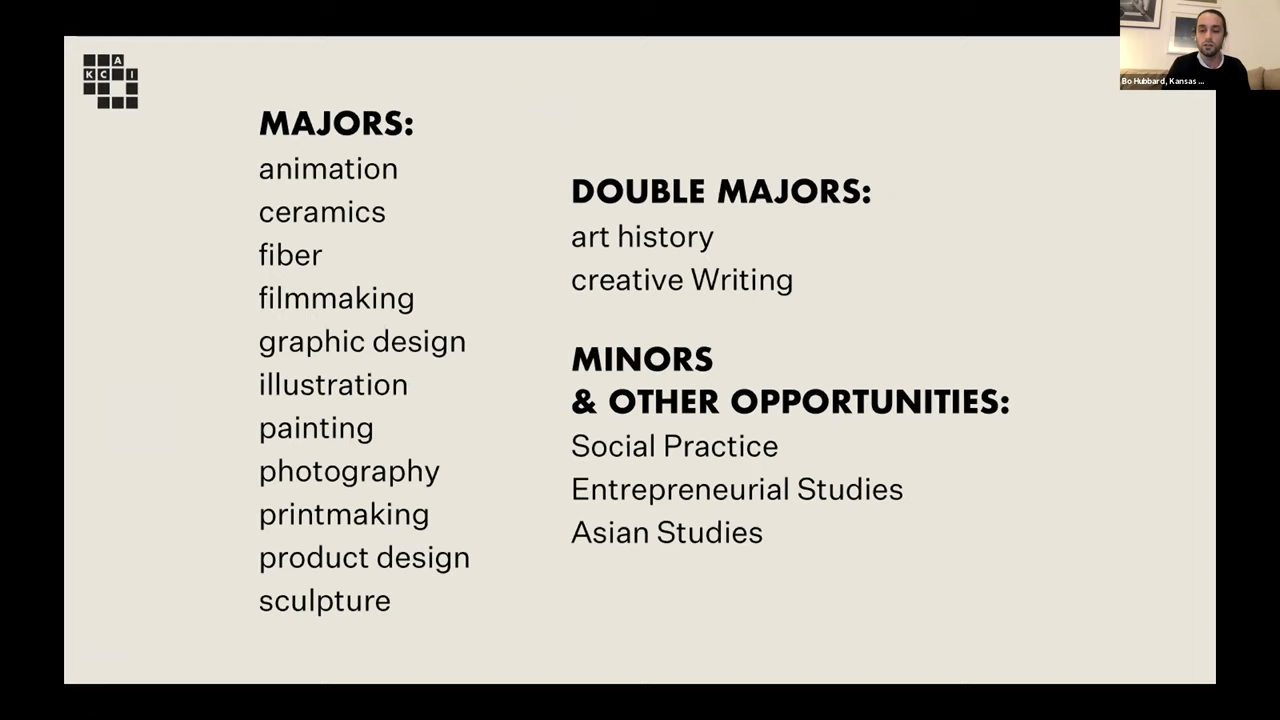 A
KC I
MAJORS:
animation
ceramics
fiber
filmmaking
graphic design
illustration
painting
photography
printmaking
product design
sculpture
DOUBLE MAJORS:
art history
creative Writing
MINORS
& OTHER OPPORTUNITIES:
Social Practice
Entrepreneurial Studies
Asian Studies
Bo Hubbard, Kansas ...